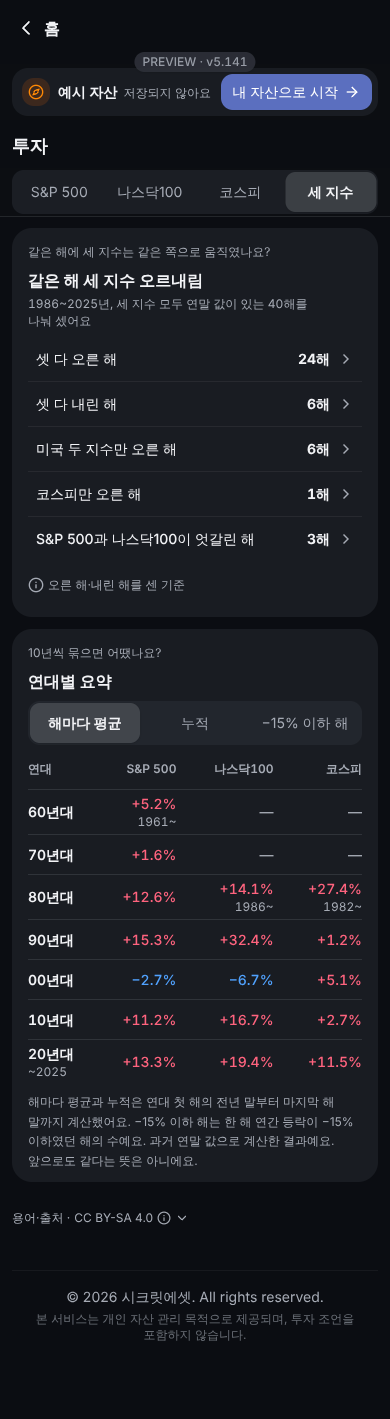 홈
PREVIEW · v5.141
예시 자산 저장되지 않아요 내 자산으로 시작 →
투자
S&P 500 나스닥100 코스피 세 지수
같은 해에 세 지수는 같은 쪽으로 움직였나요?
같은 해 세 지수 오르내림
1986~2025년, 세 지수 모두 연말 값이 있는 40해를
나눠 셌어요
셋 다 오른 해 24해
셋 다 내린 해 6해
미국 두 지수만 오른 해 6해
코스피만 오른 해 1해
S&P 500과 나스닥100이 엇갈린 해 3해
오른 해·내린 해를 센 기준
10년씩 묶으면 어땠나요?
연대별 요약
해마다 평균 누적 −15% 이하 해
연대 S&P 500 나스닥100 코스피
60년대 +5.2% — —
1961~
70년대 +1.6% — —
80년대 +12.6% +14.1% +27.4%
1986~ 1982~
90년대 +15.3% +32.4% +1.2%
00년대 −2.7% −6.7% +5.1%
10년대 +11.2% +16.7% +2.7%
20년대 +13.3% +19.4% +11.5%
~2025
해마다 평균과 누적은 연대 첫 해의 전년 말부터 마지막 해
말까지 계산했어요. −15% 이하 해는 한 해 연간 등락이 −15%
이하였던 해의 수예요. 과거 연말 값으로 계산한 결과예요.
앞으로도 같다는 뜻은 아니에요.
용어·출처 · CC BY-SA 4.0
© 2026 시크릿에셋. All rights reserved.
본 서비스는 개인 자산 관리 목적으로 제공되며, 투자 조언을
포함하지 않습니다.